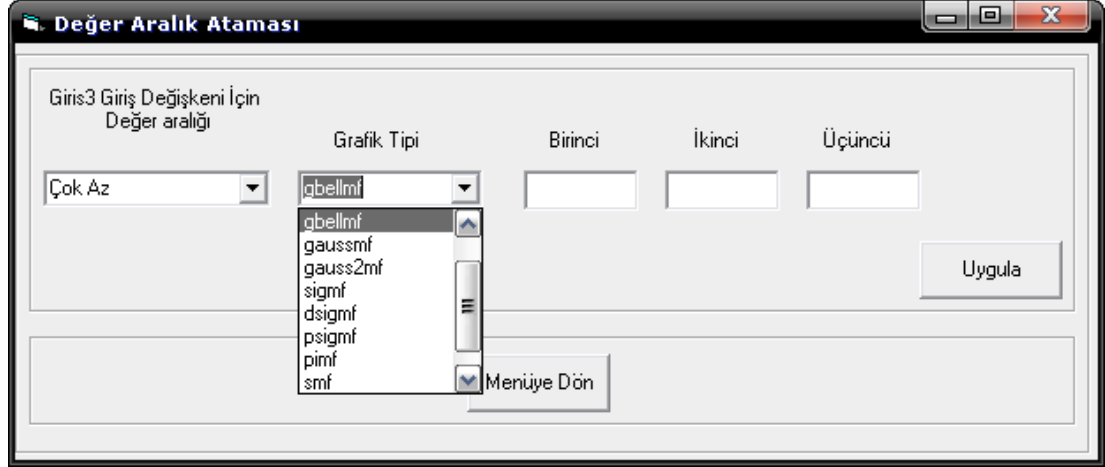 Değer Aralık Ataması
Giris3 Giriş Değişkeni İçin
Değer aralığı
Grafik Tipi
Birinci
İkinci
Üçüncü
Çok Az
gbellmf
gbellmf
gaussmf
gauss2mf
sigmf
dsigmf
psigmf
pimf
smf
Uygula
Menüye Dön